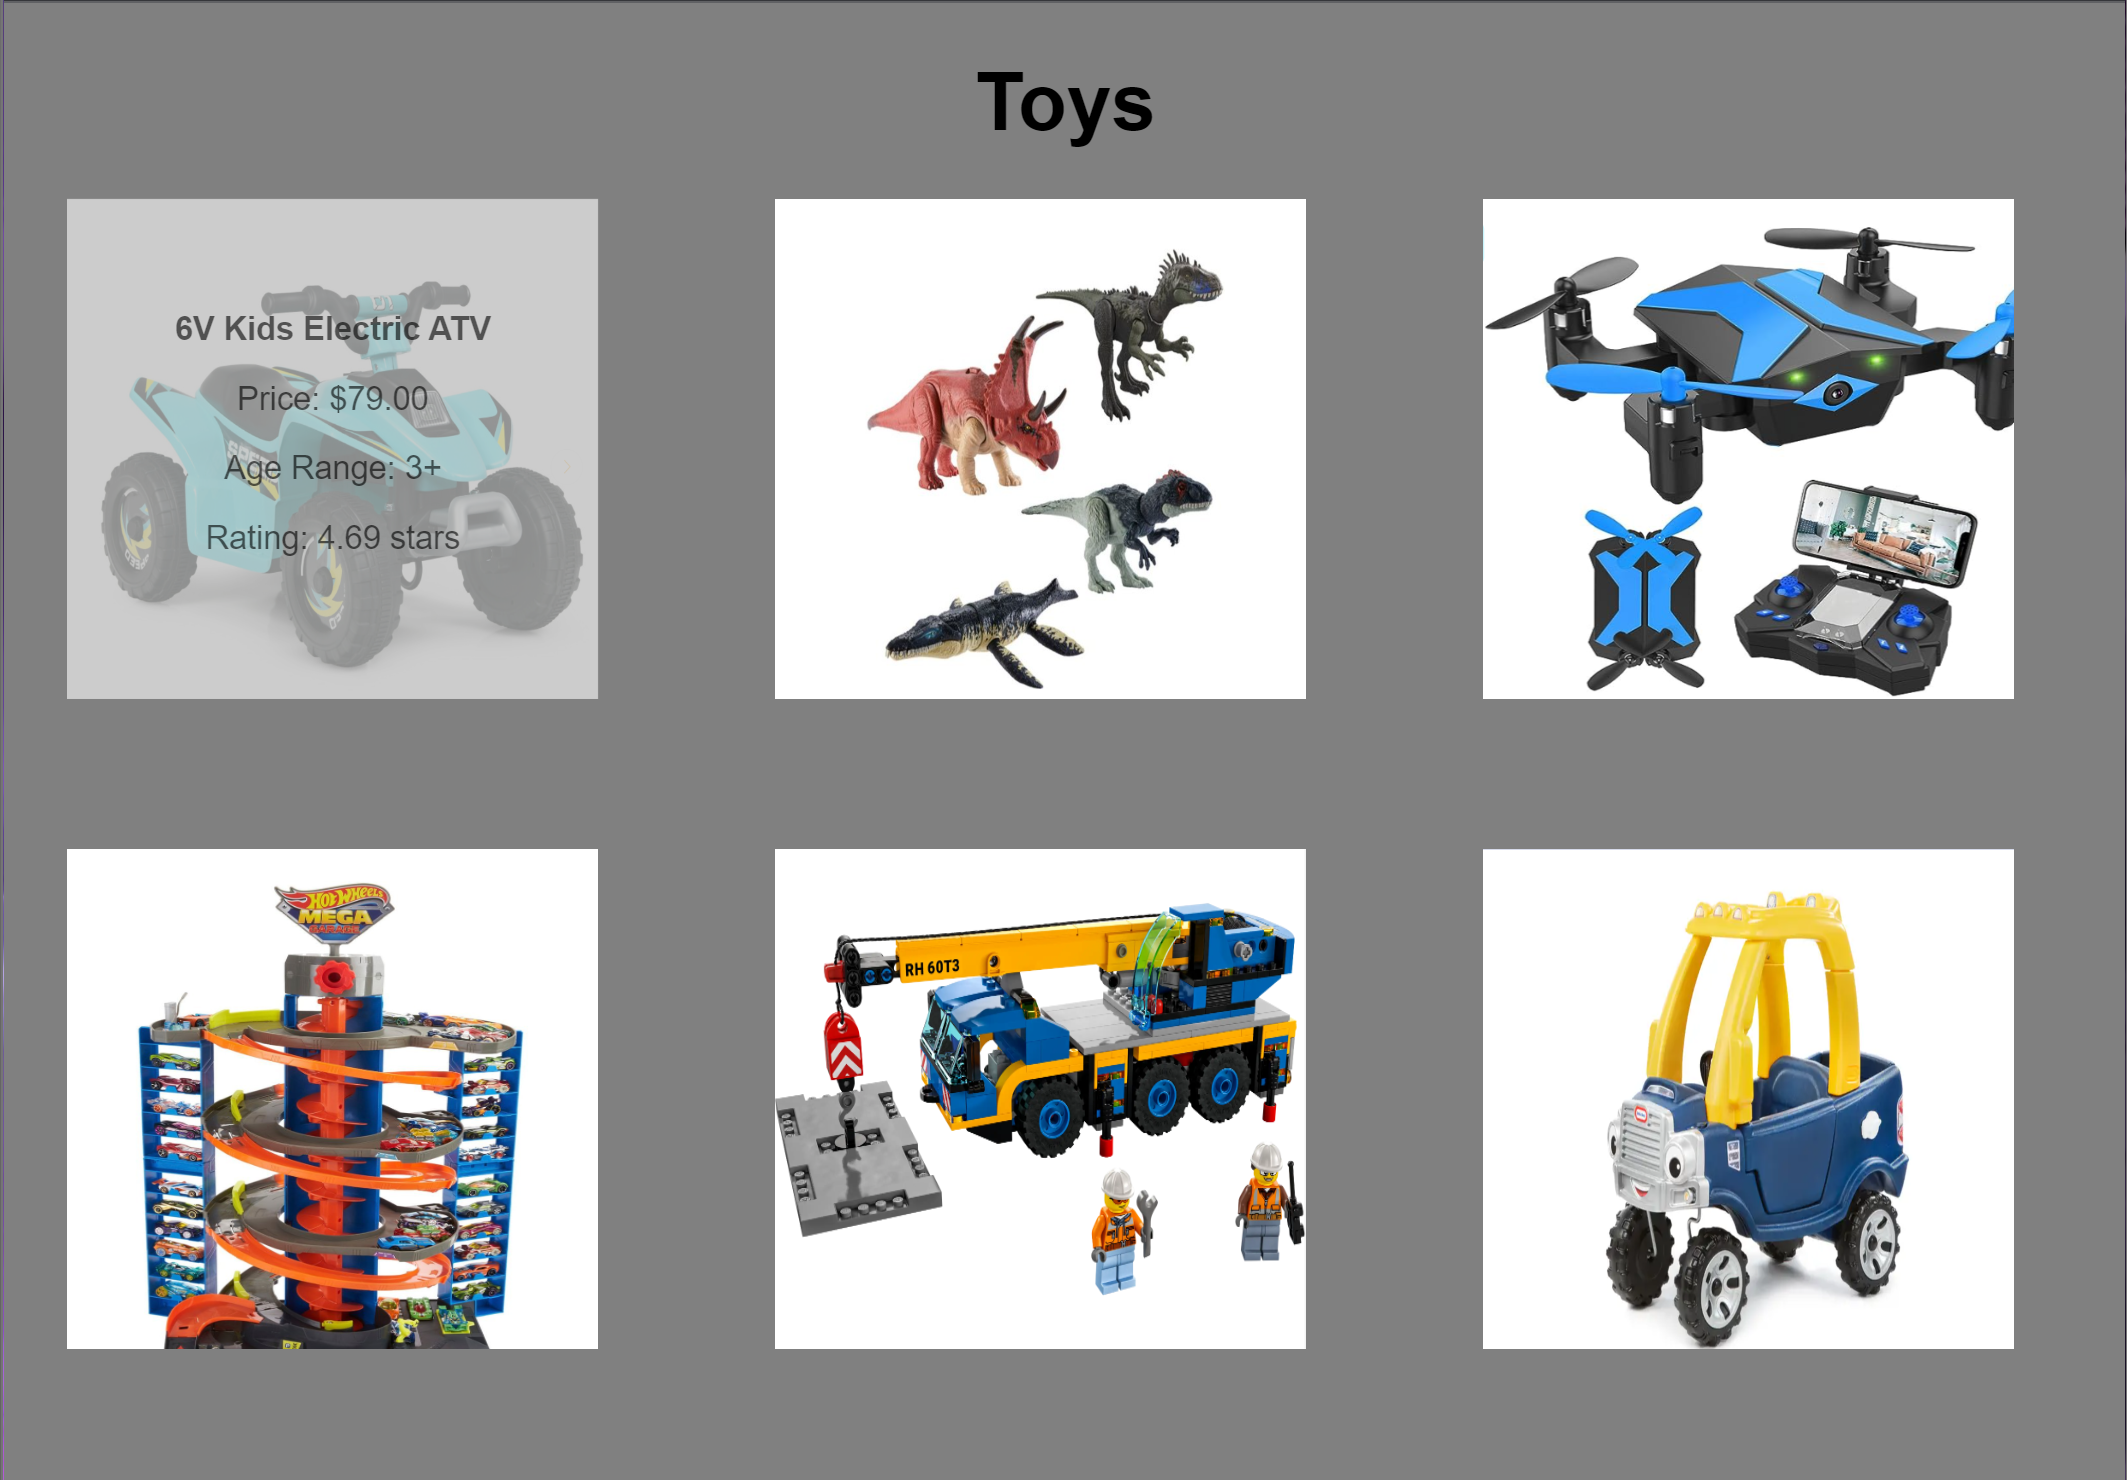 Toys
6V Kids Electric ATV
Price: $79.00
Age Range: 3+
Rating: 4.69 stars
HOT WHEELS
MEGA
GARAGE
RH 60T3